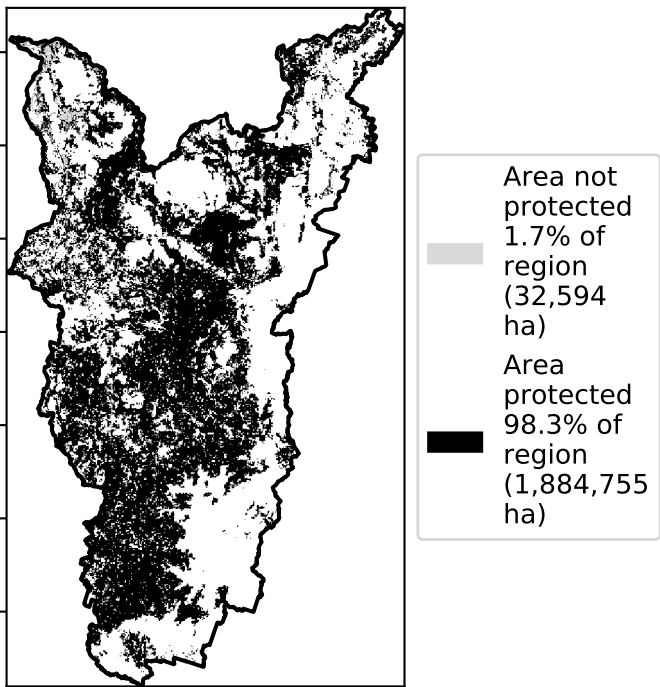 Area not
protected
1.7% of
region
(32,594
ha)
Area
protected
98.3% of
region
(1,884,755
ha)